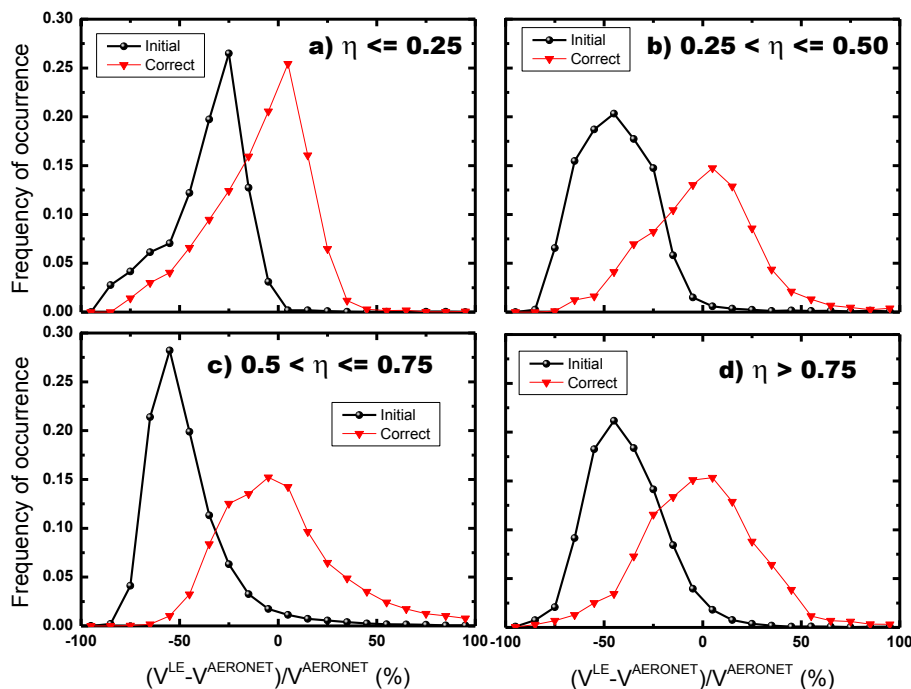 0.30
0.25
0.20
0.15
0.10
0.05
0.00
Frequency of occurrence
Initial
Correct
a) η <= 0.25
Initial
Correct
b) 0.25 < η <= 0.50
0.30
0.25
0.20
0.15
0.10
0.05
0.00
Frequency of occurrence
c) 0.5 < η <= 0.75
Initial
Correct
Initial
Correct
d) η > 0.75
-100 -50 0 50 100
-100 -50 0 50 100
(V^LE-V^AERONET)/V^AERONET (%)
(V^LE-V^AERONET)/V^AERONET (%)